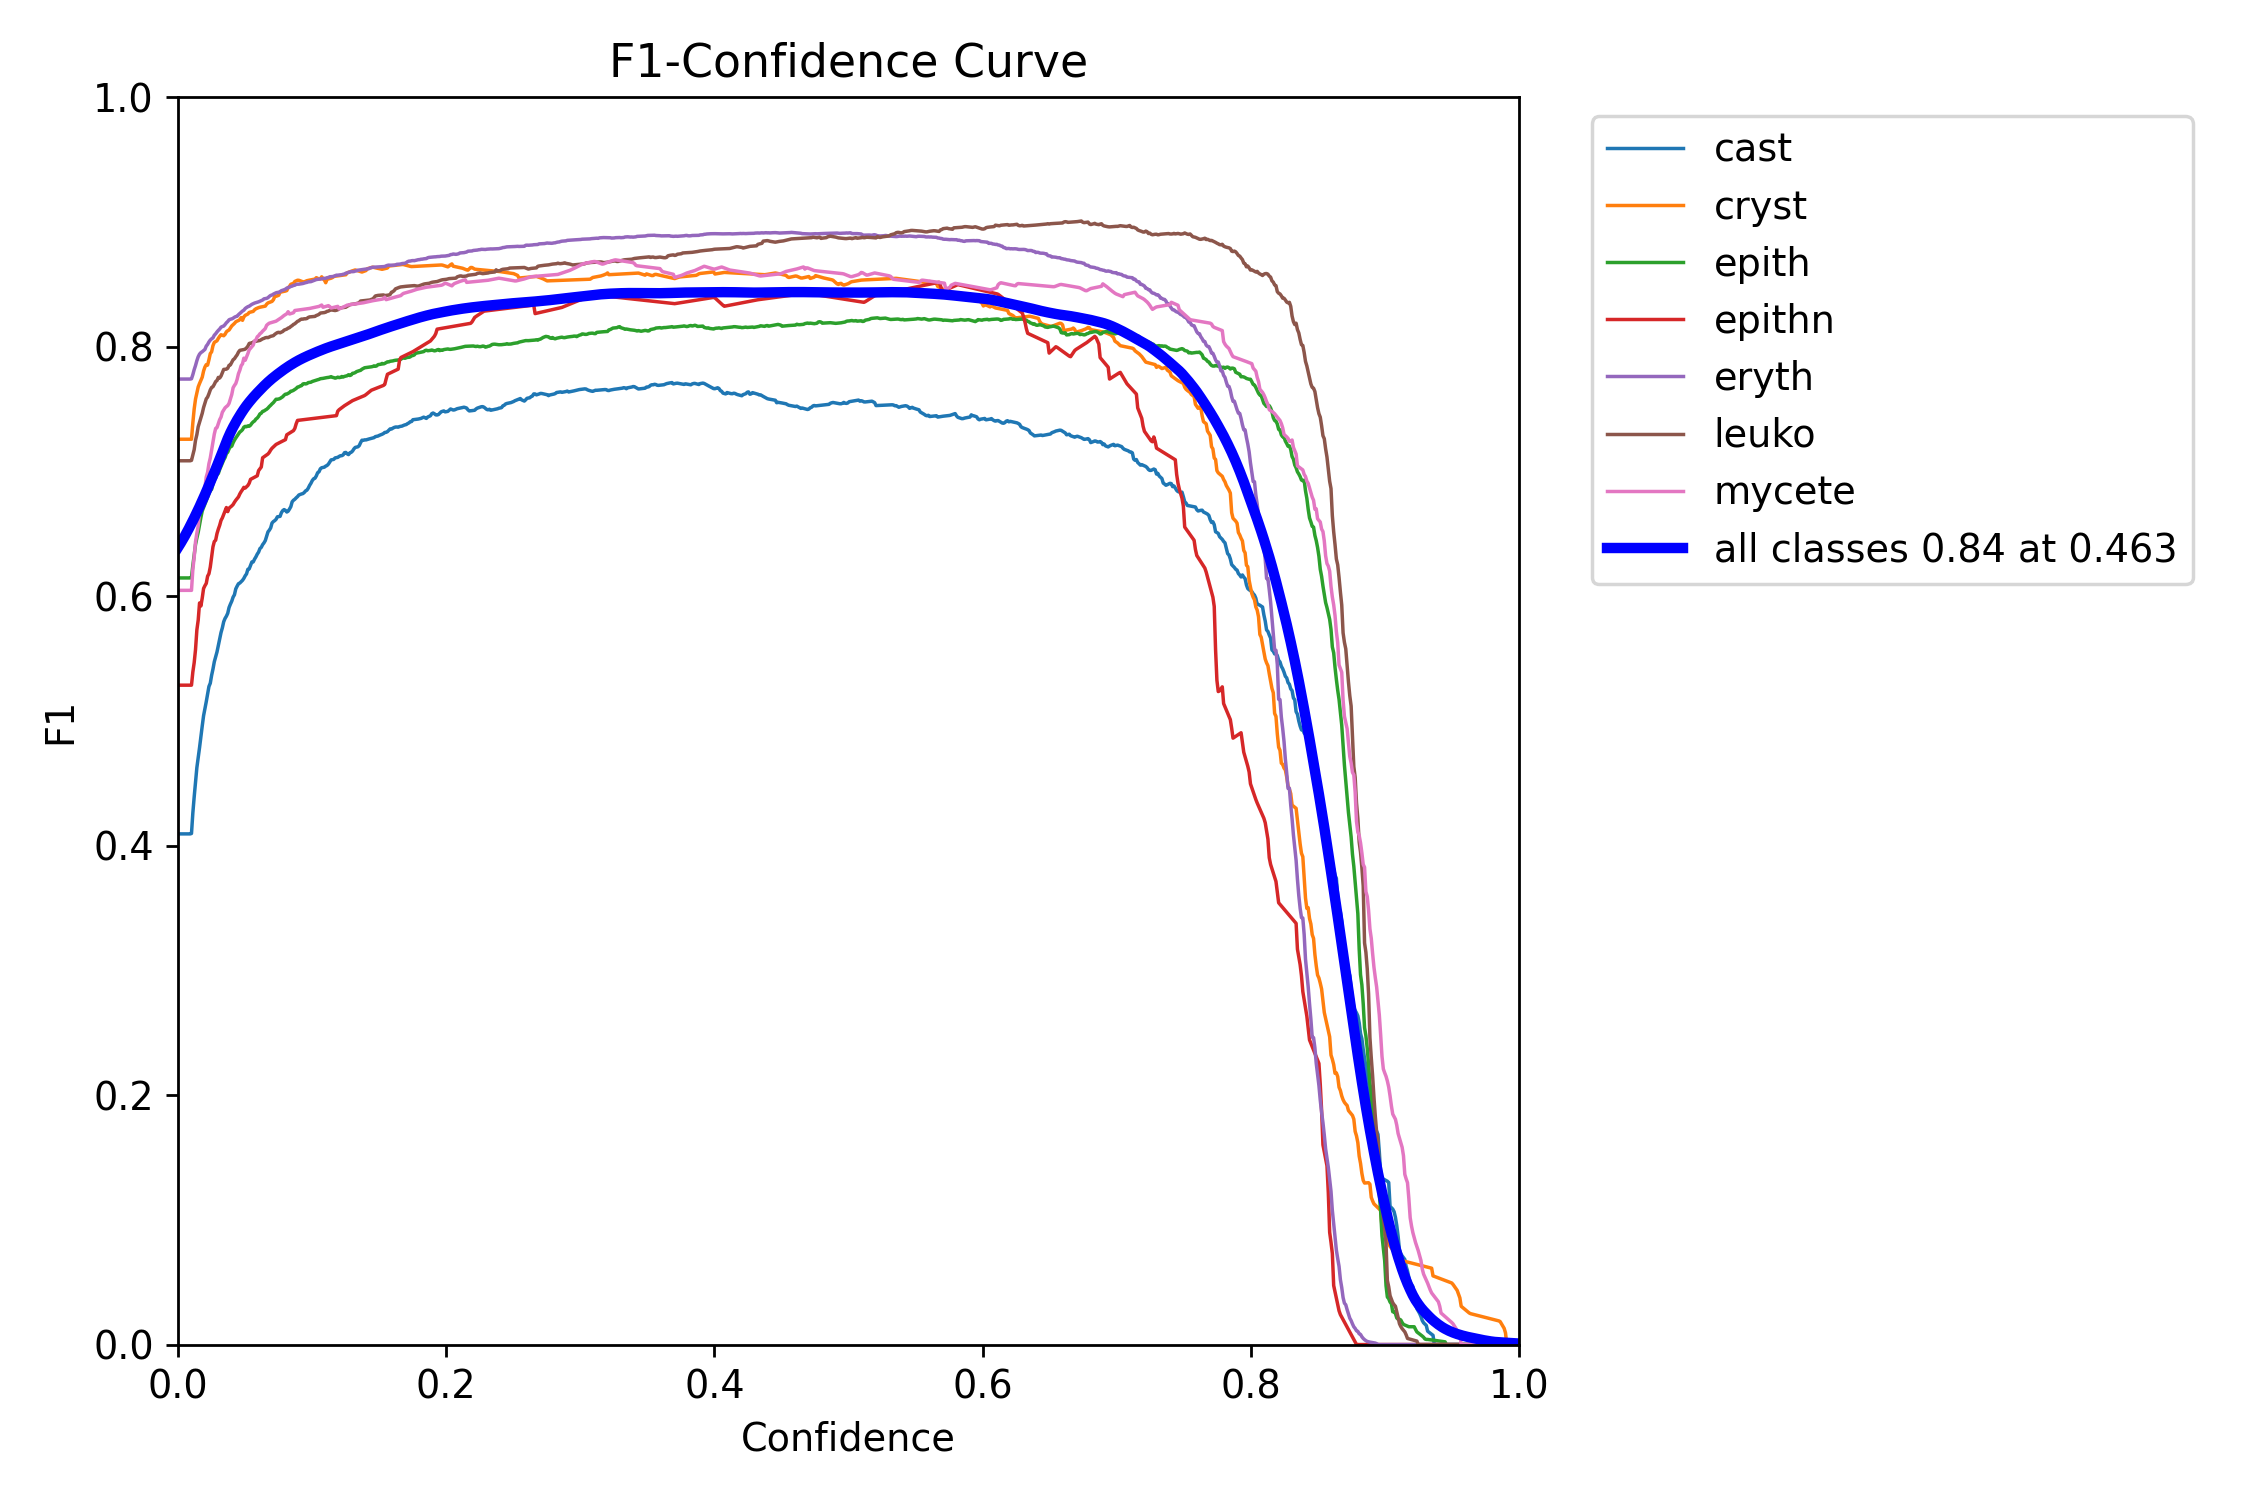 F1-Confidence Curve
1.0
0.8
0.6
0.4
0.2
0.0
F1
0.0 0.2 0.4 0.6 0.8 1.0
Confidence
cast
cryst
epith
epithn
eryth
leuko
mycete
all classes 0.84 at 0.463